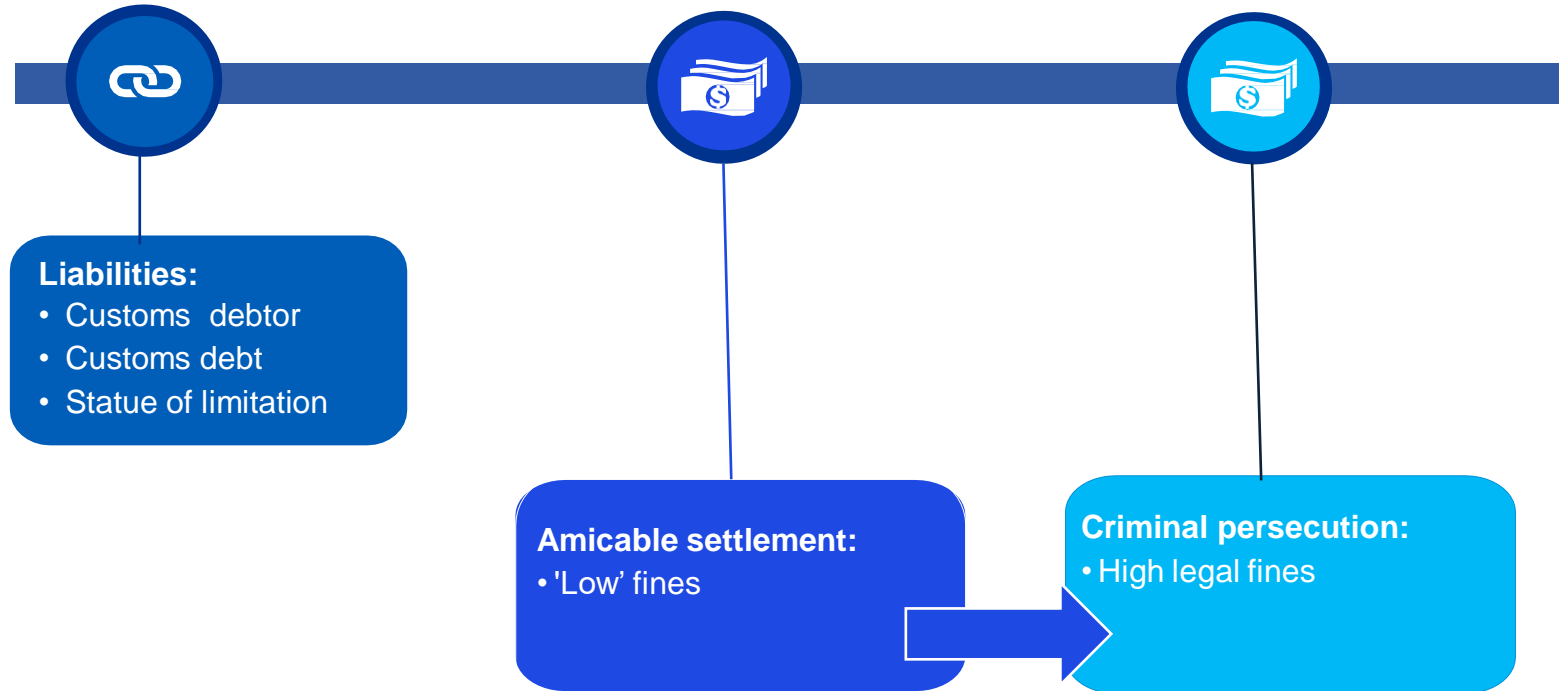 Liabilities:
• Customs debtor
• Customs debt
• Statue of limitation
Amicable settlement:
• 'Low’ fines
Criminal persecution:
• High legal fines